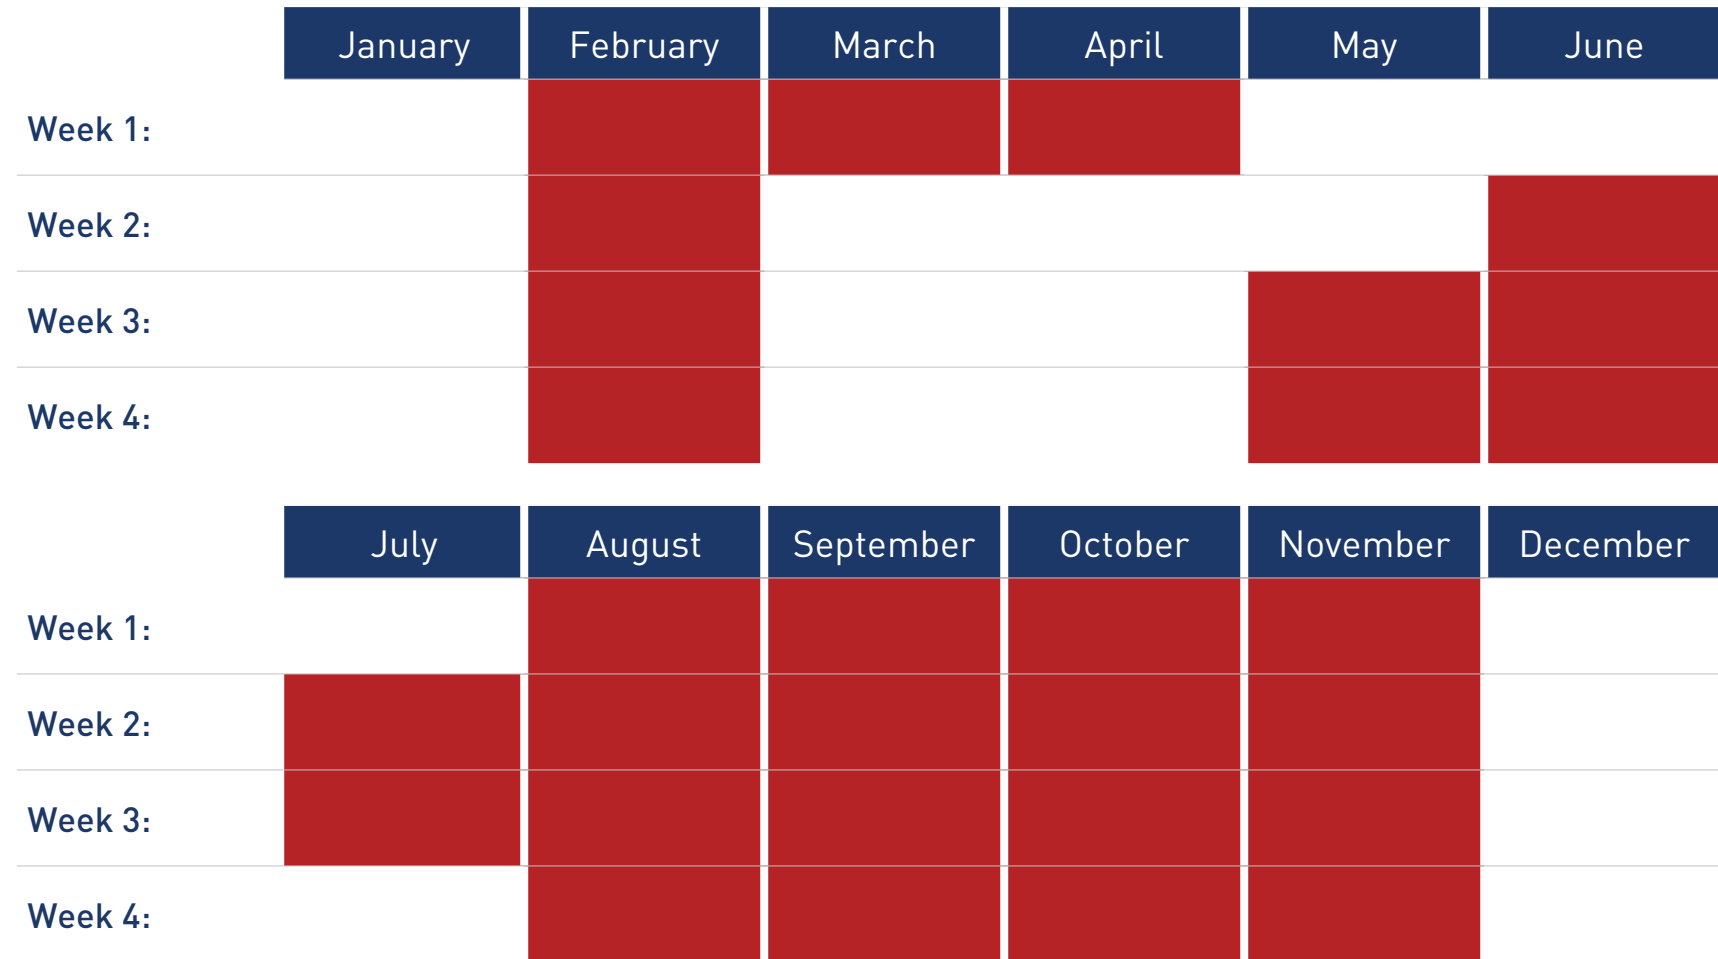 January February March April May June
Week 1:
Week 2:
Week 3:
Week 4:
July August September October November December
Week 1:
Week 2:
Week 3:
Week 4: